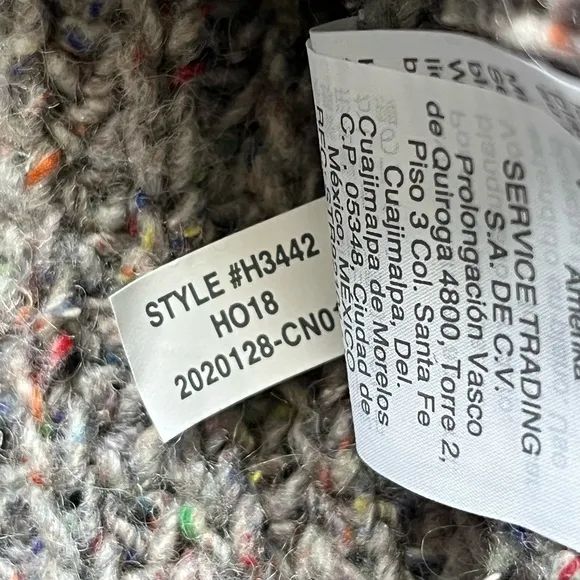 STYLE #H3442
HO18
2020128-CN01
SERVICE TRADING
S.A. DE C.V.
Prolongación Vasco
de Quiroga 4800, Torre 2,
Piso 3 Col. Santa Fe
Cuajimalpa, Del.
Cuajimalpa de Morelos
C.P. 05348, Ciudad de
México, MEXICO